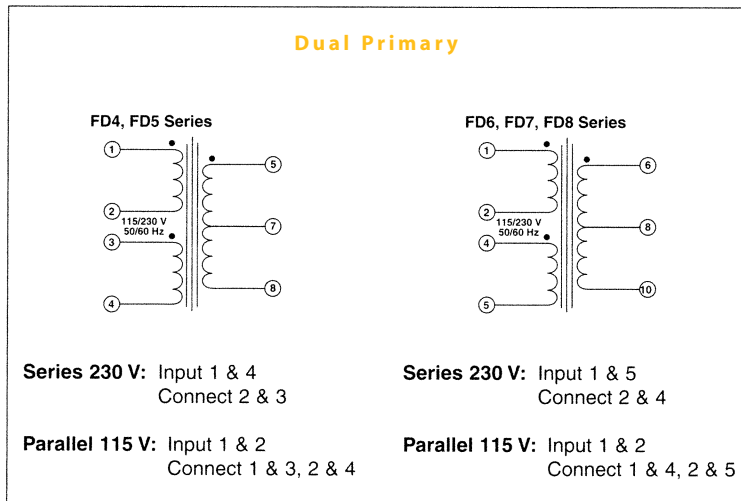 Dual Primary
FD4, FD5 Series
1
2
115/230 V
50/60 Hz
3
4
5
7
8
Series 230 V: Input 1 & 4
Connect 2 & 3
Parallel 115 V: Input 1 & 2
Connect 1 & 3, 2 & 4
FD6, FD7, FD8 Series
1
2
115/230 V
50/60 Hz
4
5
6
8
10
Series 230 V: Input 1 & 5
Connect 2 & 4
Parallel 115 V: Input 1 & 2
Connect 1 & 4, 2 & 5